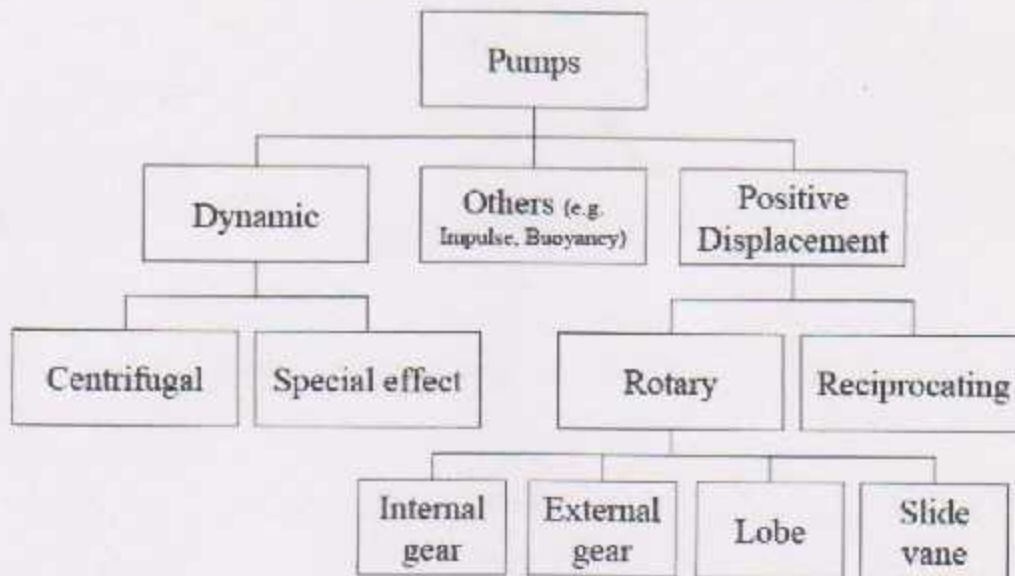 Pumps
Dynamic
Others (e.g.
Impulse, Buoyancy)
Positive
Displacement
Centrifugal
Special effect
Rotary
Reciprocating
Internal
gear
External
gear
Lobe
Slide
vane